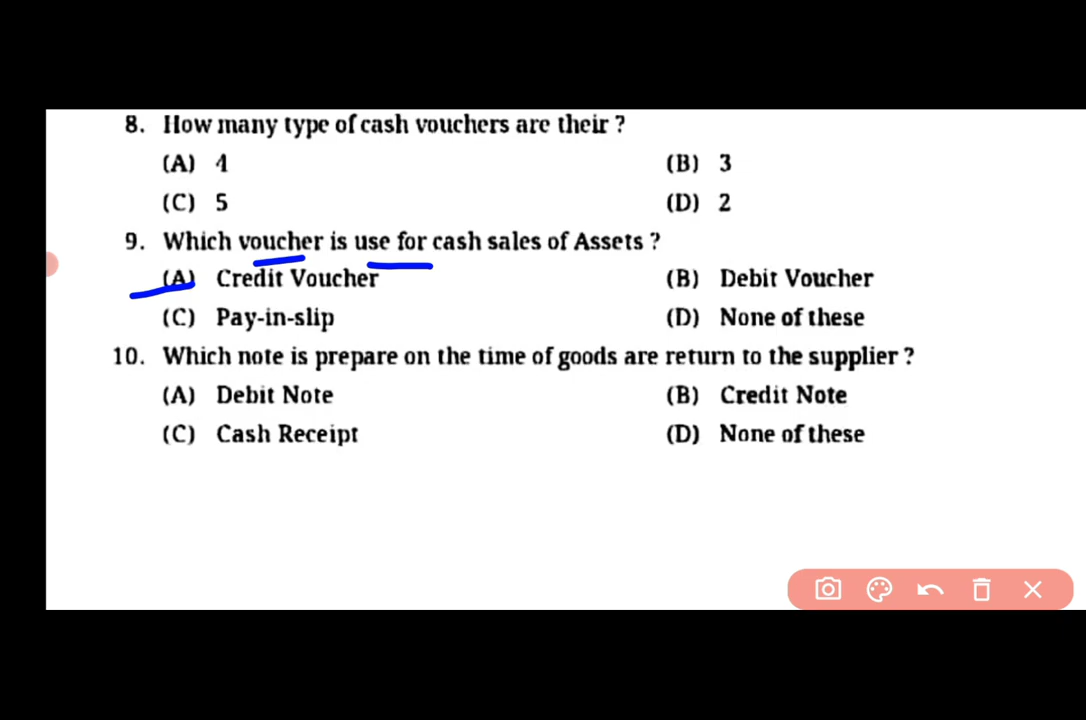 8. How many type of cash vouchers are their ?
(A) 4 (B) 3
(C) 5 (D) 2
9. Which voucher is use for cash sales of Assets ?
(A) Credit Voucher (B) Debit Voucher
(C) Pay-in-slip (D) None of these
10. Which note is prepare on the time of goods are return to the supplier ?
(A) Debit Note (B) Credit Note
(C) Cash Receipt (D) None of these